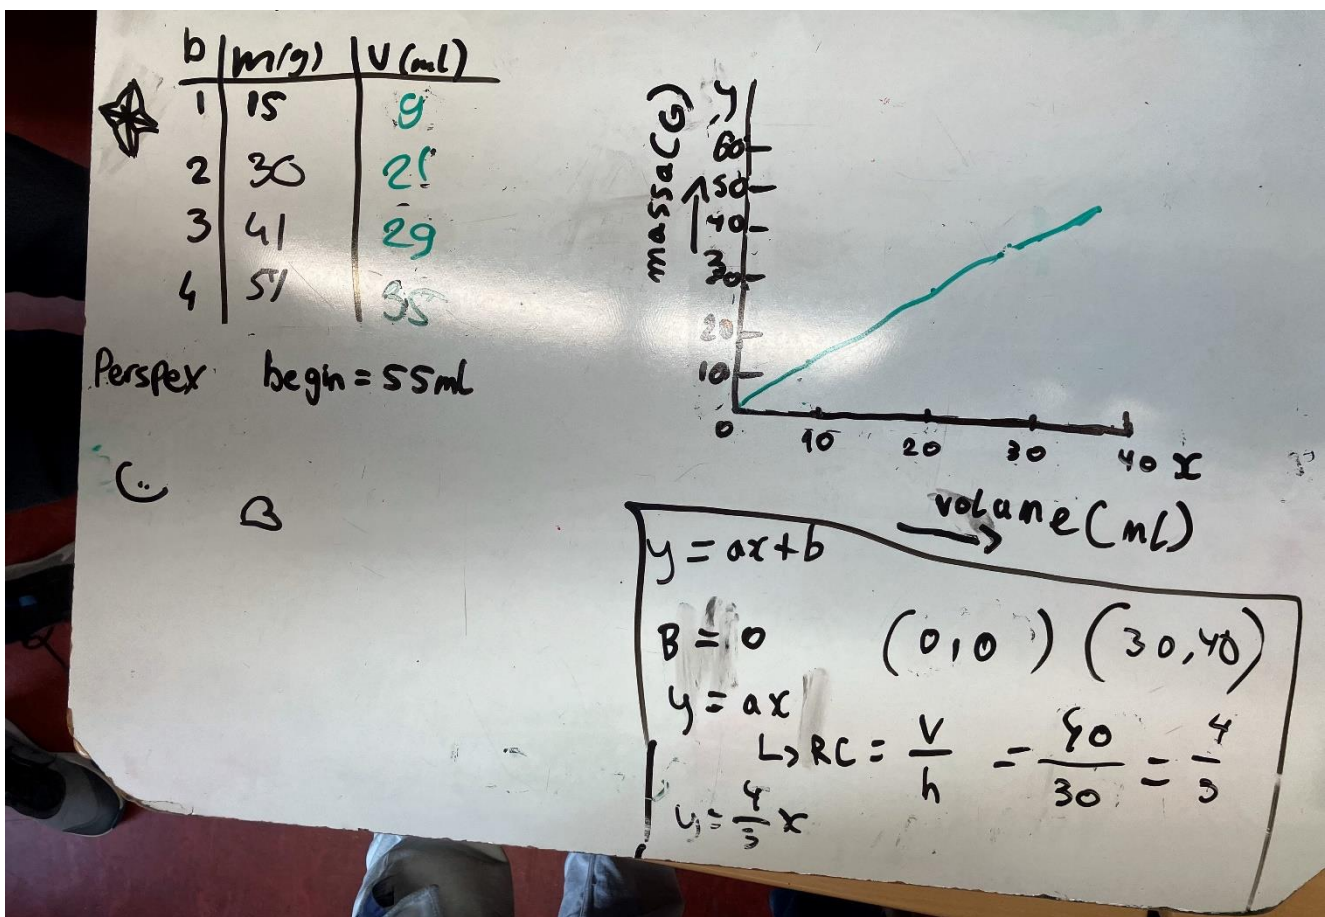 b m(g) V(ml)
1 15 9
2 30 21
3 41 29
4 51 35
Perspex begin = 55ml
massa(G)
y
60
50
40
30
20
10
0 10 20 30 40 x
volume(ml)
y = ax+b
B = 0 (0,0) (30,40)
y = ax
↳ RC = V/h = 40/30 = 4/3
y = 4/3 x